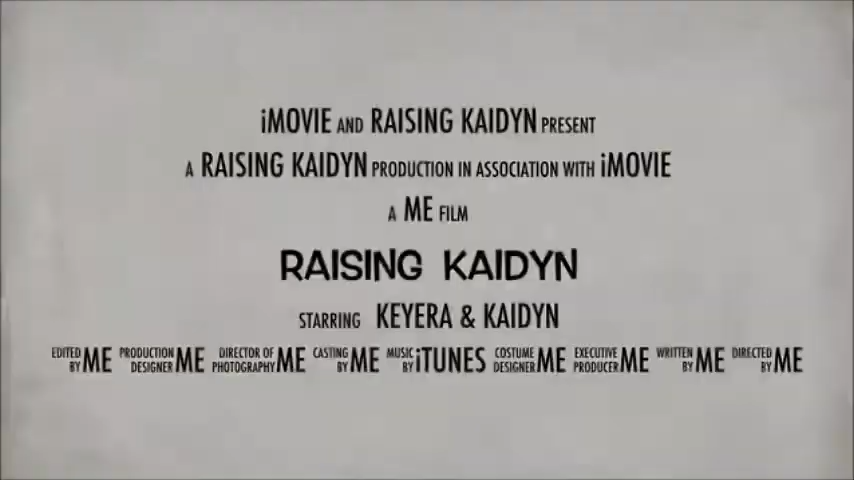 iMOVIE AND RAISING KAIDYN PRESENT
A RAISING KAIDYN PRODUCTION IN ASSOCIATION WITH iMOVIE
A ME FILM
RAISING KAIDYN
STARRING KEYERA & KAIDYN
EDITED BY ME PRODUCTION DESIGNER ME DIRECTOR OF PHOTOGRAPHY ME CASTING BY ME MUSIC BY iTUNES COSTUME DESIGNER ME EXECUTIVE PRODUCER ME WRITTEN BY ME DIRECTED BY ME